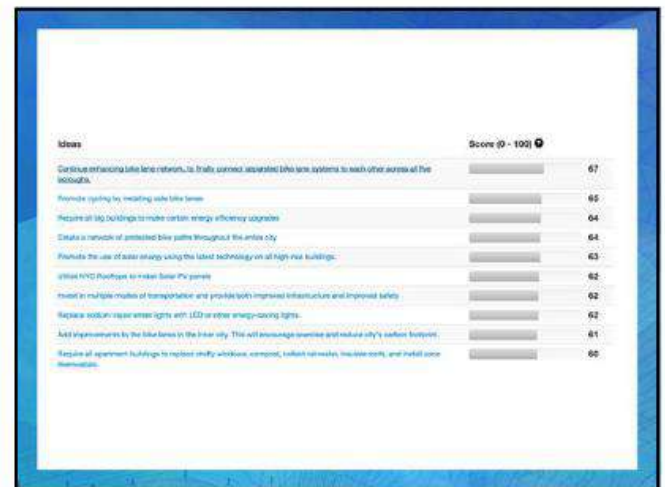 Ideas Score (0 - 100)
Continue enhancing bike lane network, to finally connect separated bike lane systems to each other across all five 67
boroughs.
Promote cycling by installing safe bike lanes 65
Require all big buildings to make certain energy efficiency upgrades 64
Create a network of protected bike paths throughout the entire city 64
Promote the use of solar energy using the latest technology on all high-rise buildings. 63
Utilize NYC Rooftops to install Solar PV panels 62
Invest in multiple modes of transportation and provide both improved infrastructure and improved safety 62
Replace sodium vapor street lights with LED or other energy-saving lights. 62
Add improvements to the bike lanes in the inner city. This will encourage exercise and reduce city's carbon footprint. 61
Require all apartment buildings to replace drafty windows, compost, collect rainwater, insulate roofs, and install 60
thermostats.